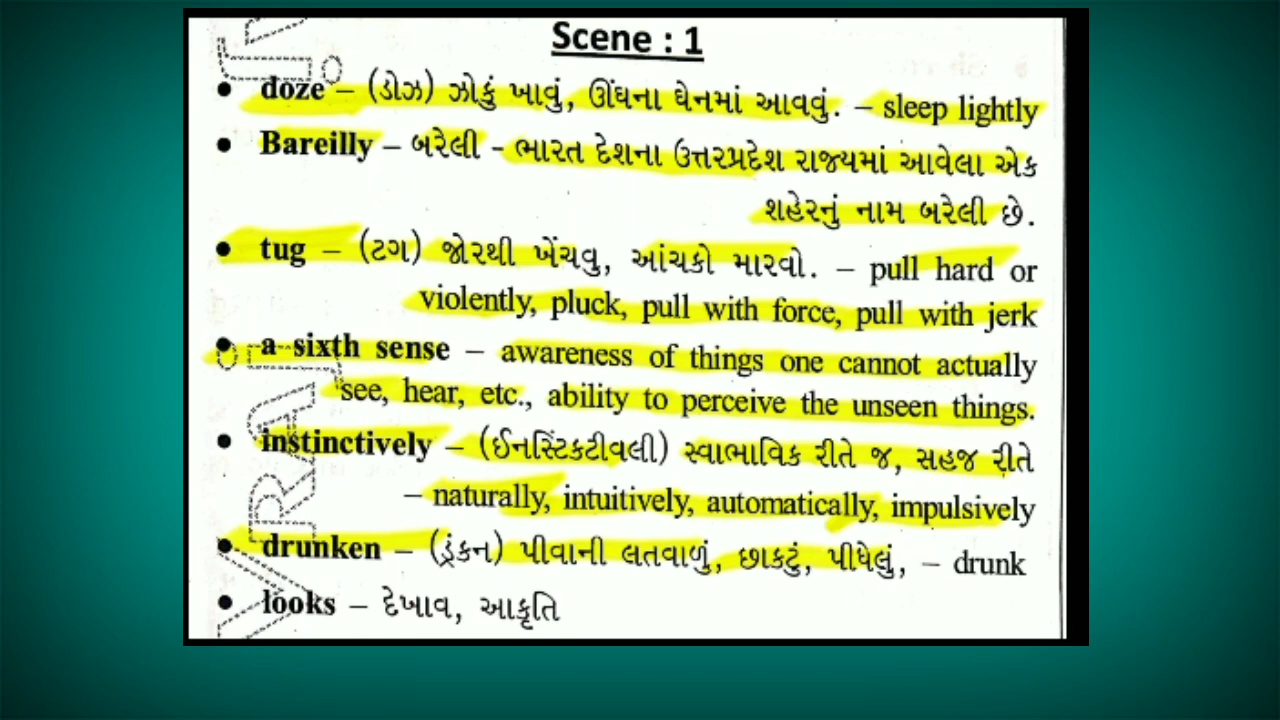 Scene : 1
• doze – (ડોઝ) ઝોકું ખાવું, ઊંઘના ઘેનમાં આવવું. – sleep lightly
• Bareilly – બરેલી - ભારત દેશના ઉત્તરપ્રદેશ રાજ્યમાં આવેલા એક
શહેરનું નામ બરેલી છે.
• tug – (ટગ) જોરથી ખેંચવુ, આંચકો મારવો. – pull hard or
violently, pluck, pull with force, pull with jerk
• a sixth sense – awareness of things one cannot actually
see, hear, etc., ability to perceive the unseen things.
• instinctively – (ઈનસ્ટિંકટીવલી) સ્વાભાવિક રીતે જ, સહજ રીતે
– naturally, intuitively, automatically, impulsively
• drunken – (ડ્રંકન) પીવાની લતવાળું, છાકટું, પીધેલું, – drunk
• looks – દેખાવ, આકૃતિ